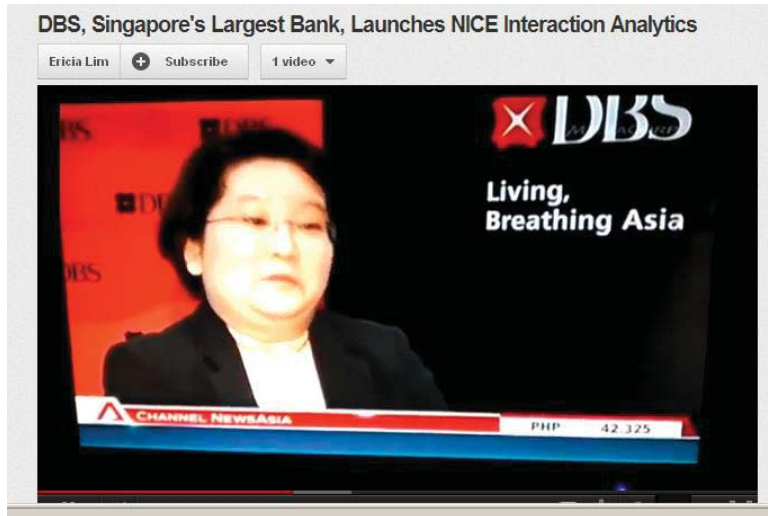 DBS, Singapore's Largest Bank, Launches NICE Interaction Analytics
Ericia Lim
Subscribe
1 video
DBS
Living,
Breathing Asia
DBS
CHANNEL NEWSASIA
PHP 42.325